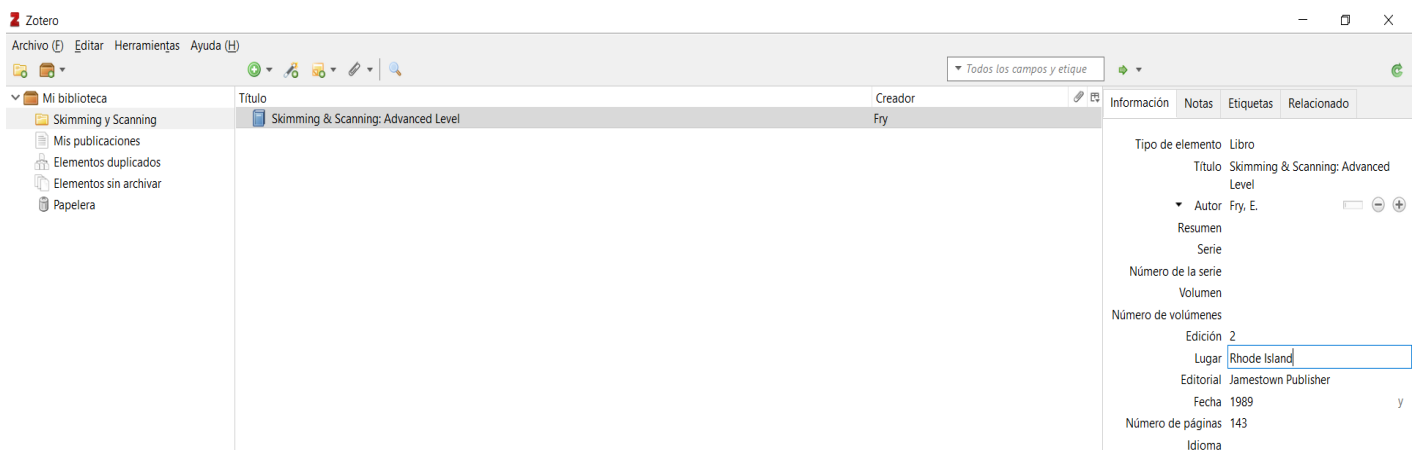 Zotero
Archivo (F) Editar Herramientas Ayuda (H)
Todos los campos y etique
Mi biblioteca
Skimming y Scanning
Mis publicaciones
Elementos duplicados
Elementos sin archivar
Papelera
Título Creador
Skimming & Scanning: Advanced Level Fry
Información Notas Etiquetas Relacionado
Tipo de elemento Libro
Título Skimming & Scanning: Advanced
Level
Autor Fry, E.
Resumen
Serie
Número de la serie
Volumen
Número de volúmenes
Edición 2
Lugar Rhode Island
Editorial Jamestown Publisher
Fecha 1989 y
Número de páginas 143
Idioma